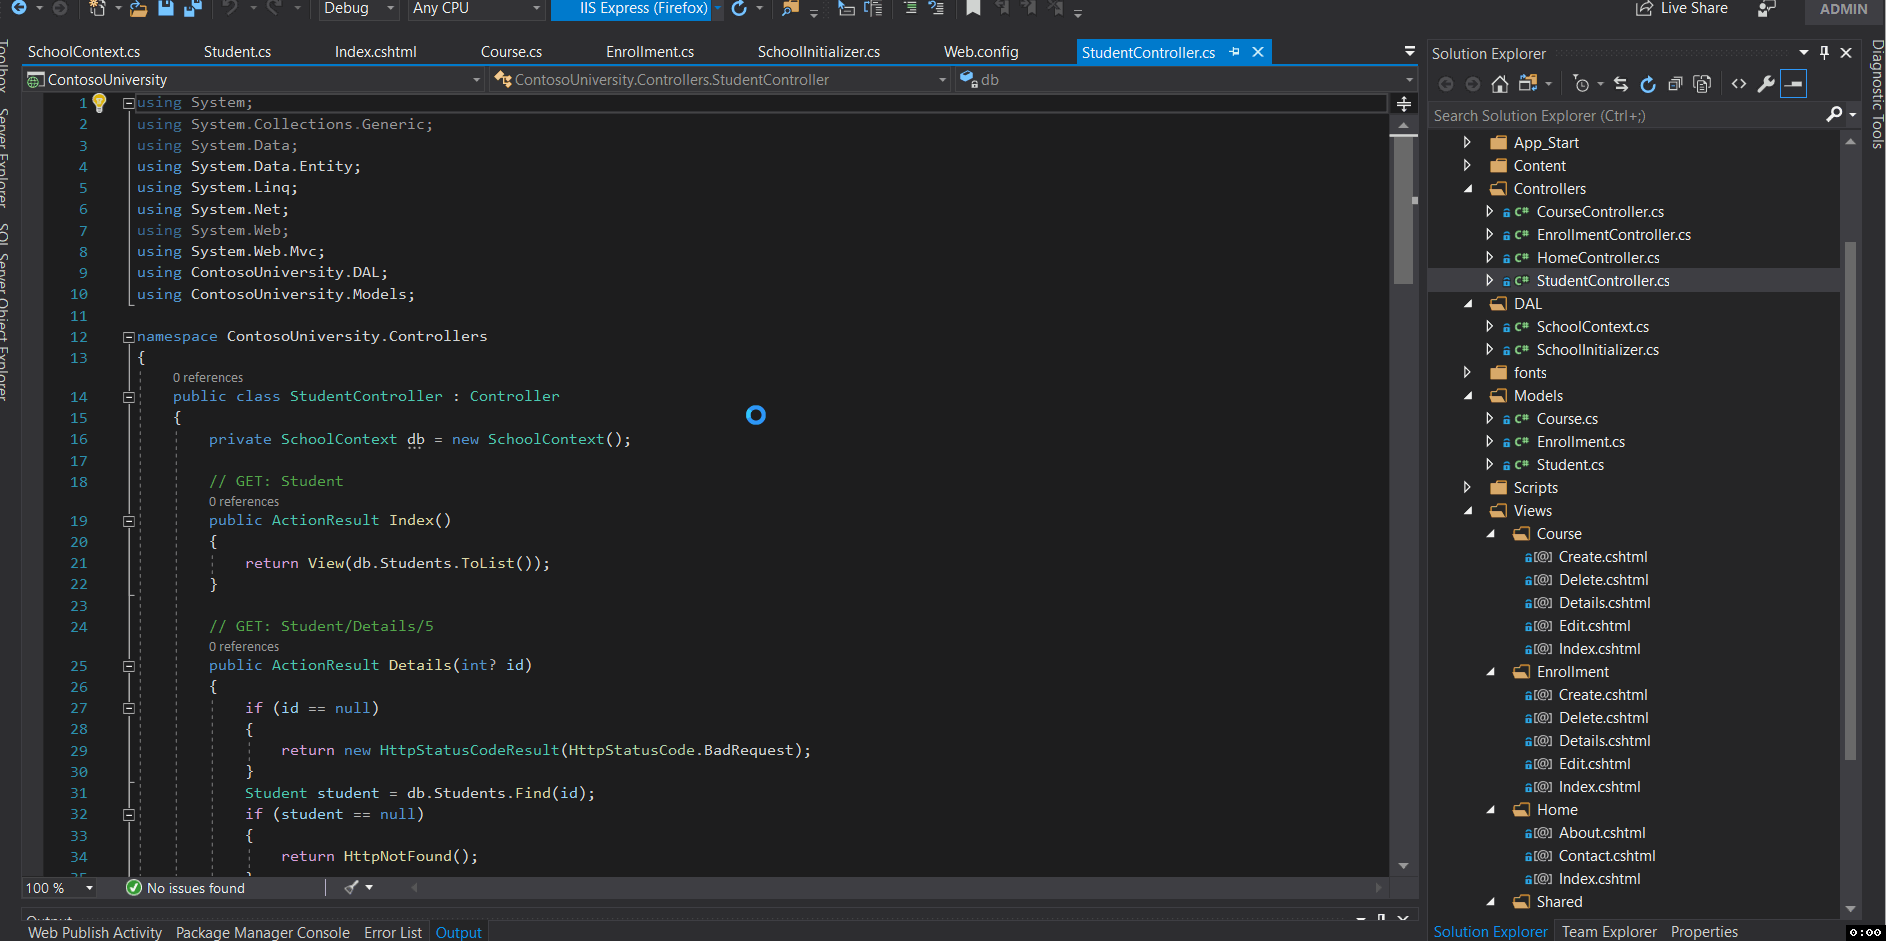 Debug
Any CPU
IIS Express (Firefox)
Live Share
ADMIN
SchoolContext.cs
Student.cs
Index.cshtml
Course.cs
Enrollment.cs
SchoolInitializer.cs
Web.config
StudentController.cs
ContosoUniversity
ContosoUniversity.Controllers.StudentController
db
Toolbox
Server Explorer
SQL Server Object Explorer
1 using System;
2 using System.Collections.Generic;
3 using System.Data;
4 using System.Data.Entity;
5 using System.Linq;
6 using System.Net;
7 using System.Web;
8 using System.Web.Mvc;
9 using ContosoUniversity.DAL;
10 using ContosoUniversity.Models;
11
12 namespace ContosoUniversity.Controllers
13 {
0 references
14 public class StudentController : Controller
15 {
16 private SchoolContext db = new SchoolContext();
17
18 // GET: Student
0 references
19 public ActionResult Index()
20 {
21 return View(db.Students.ToList());
22 }
23
24 // GET: Student/Details/5
0 references
25 public ActionResult Details(int? id)
26 {
27 if (id == null)
28 {
29 return new HttpStatusCodeResult(HttpStatusCode.BadRequest);
30 }
31 Student student = db.Students.Find(id);
32 if (student == null)
33 {
34 return HttpNotFound();
100 %
No issues found
Output
Web Publish Activity
Package Manager Console
Error List
Output
Solution Explorer
Search Solution Explorer (Ctrl+;)
App_Start
Content
Controllers
C# CourseController.cs
C# EnrollmentController.cs
C# HomeController.cs
C# StudentController.cs
DAL
C# SchoolContext.cs
C# SchoolInitializer.cs
fonts
Models
C# Course.cs
C# Enrollment.cs
C# Student.cs
Scripts
Views
Course
[@] Create.cshtml
[@] Delete.cshtml
[@] Details.cshtml
[@] Edit.cshtml
[@] Index.cshtml
Enrollment
[@] Create.cshtml
[@] Delete.cshtml
[@] Details.cshtml
[@] Edit.cshtml
[@] Index.cshtml
Home
[@] About.cshtml
[@] Contact.cshtml
[@] Index.cshtml
Shared
Solution Explorer
Team Explorer
Properties
0:00
Diagnostic Tools